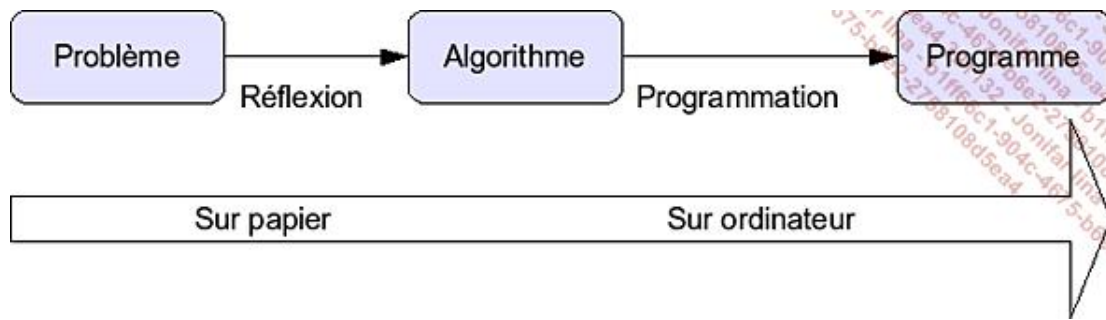 Problème
Algorithme
Programme
Réflexion
Programmation
Sur papier
Sur ordinateur